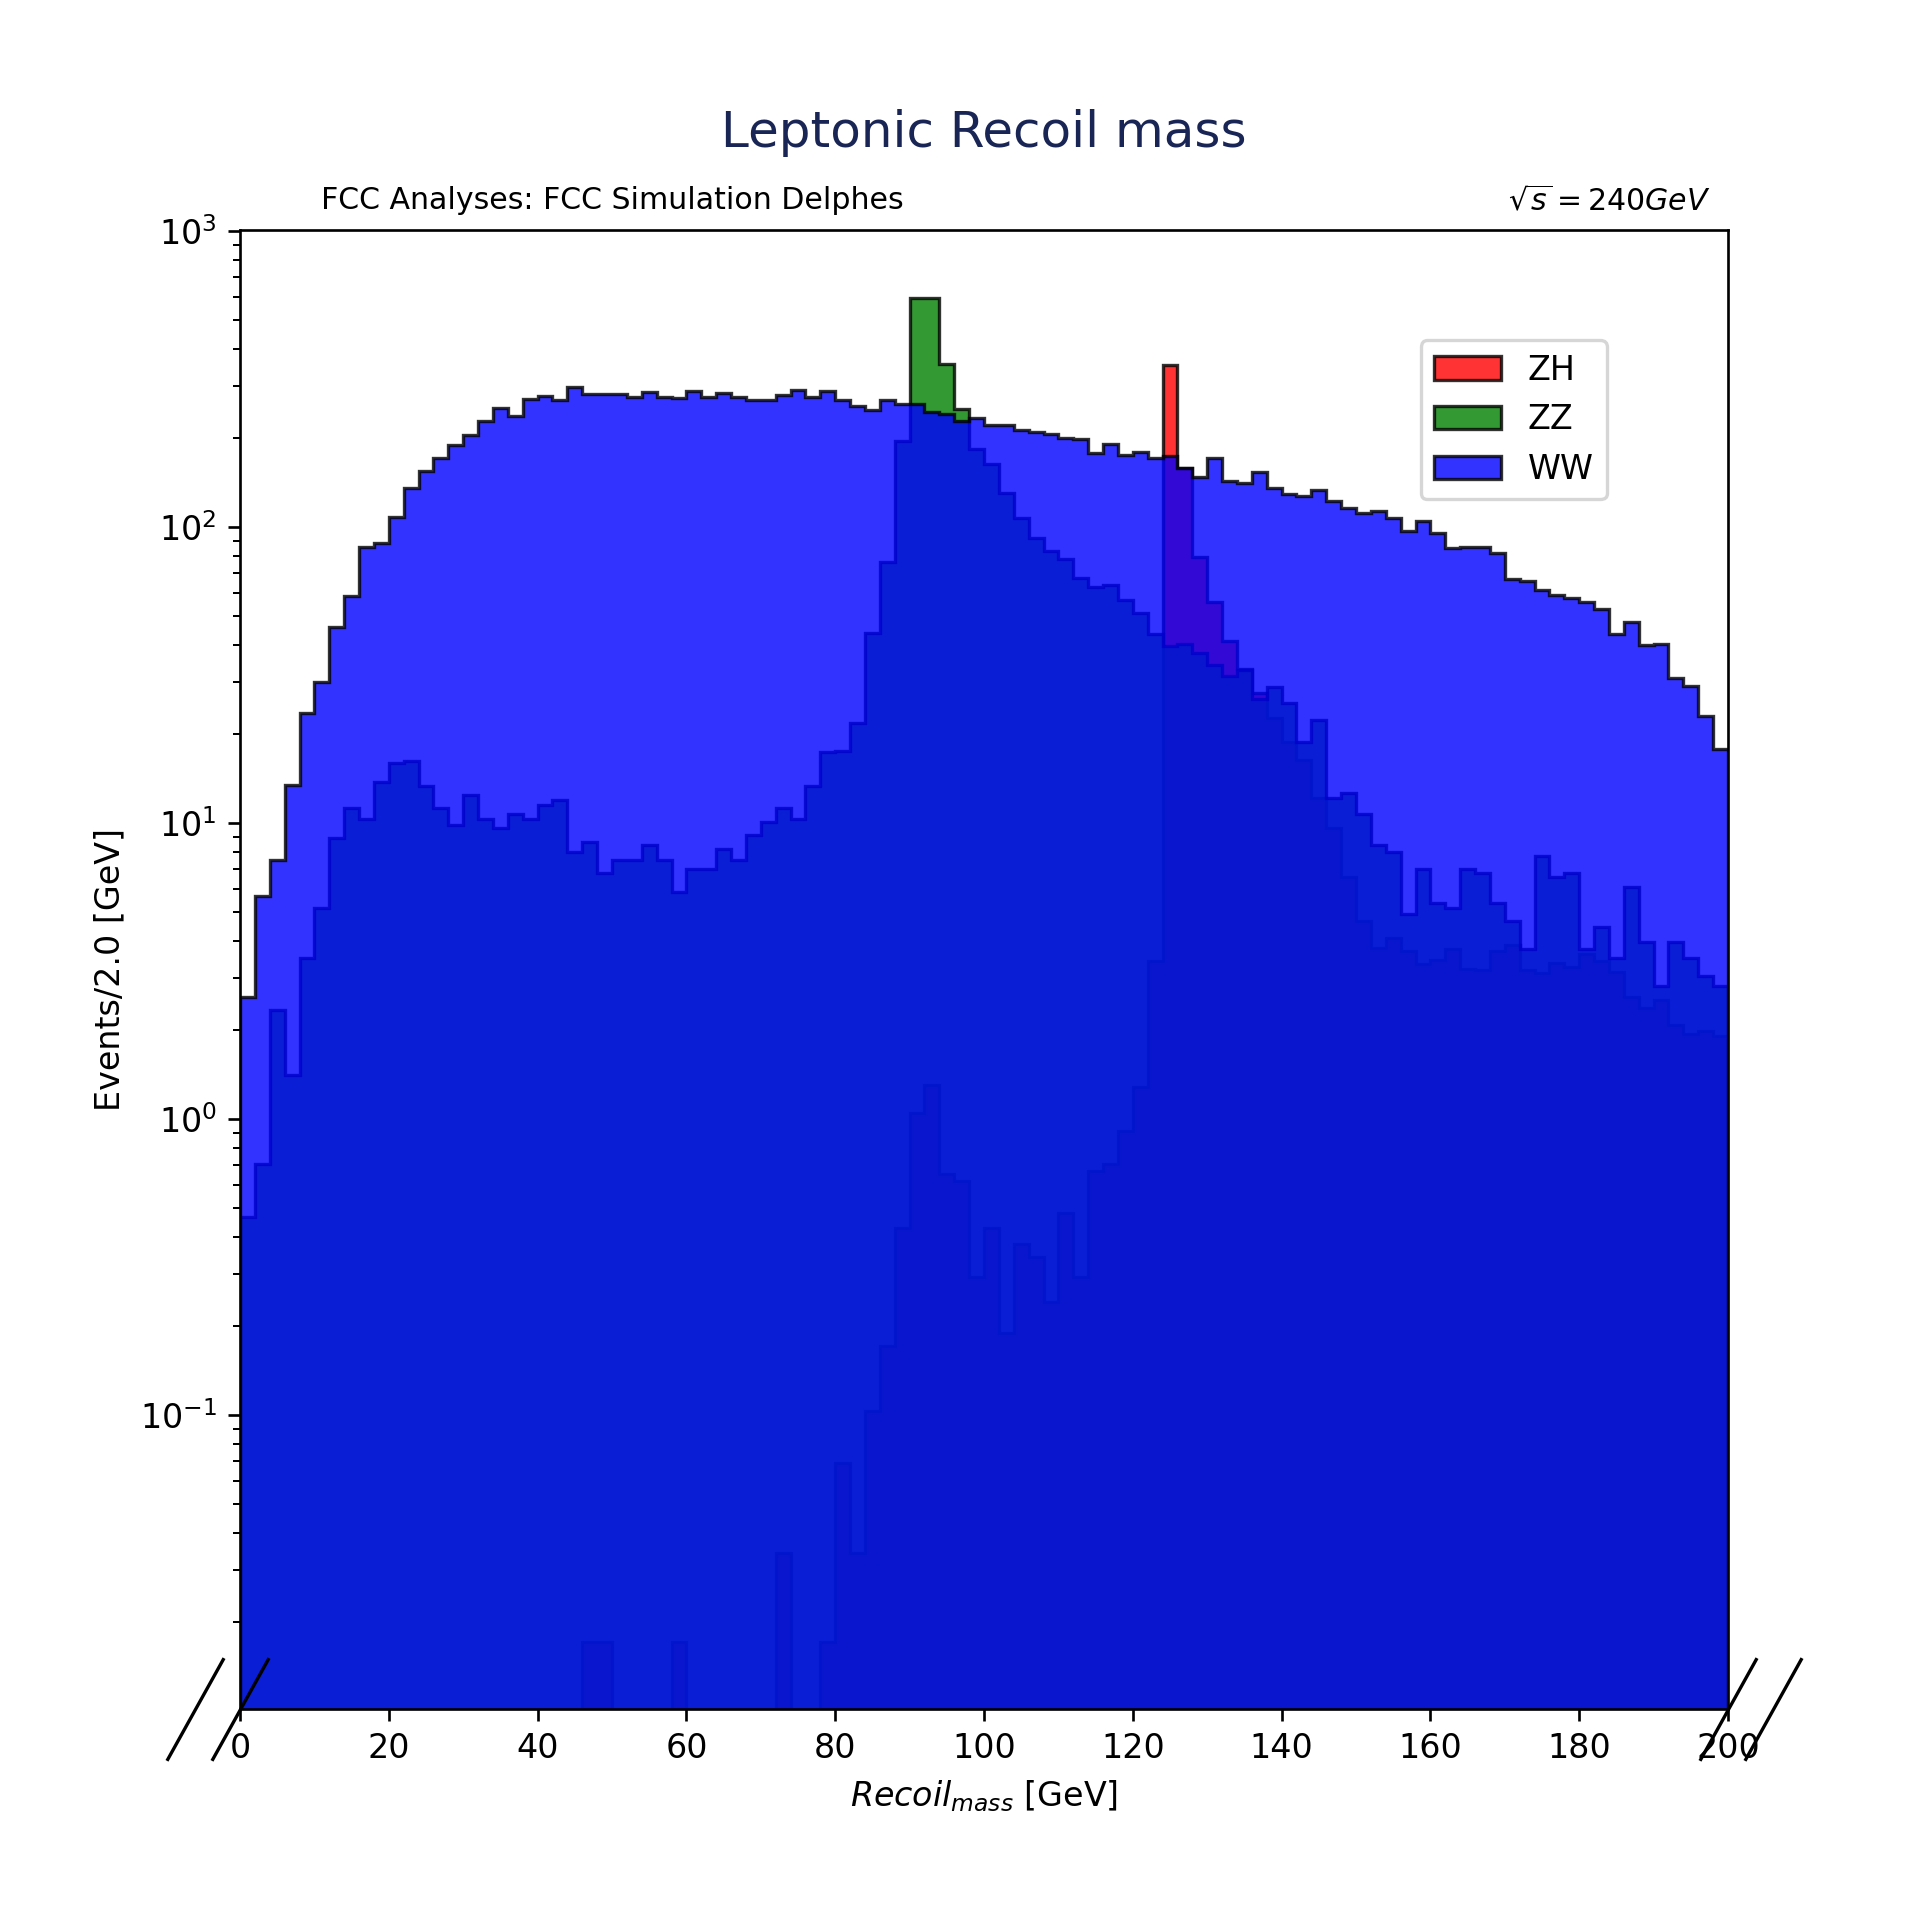 Leptonic Recoil mass
FCC Analyses: FCC Simulation Delphes
√s = 240GeV
10³
10²
10¹
10⁰
10⁻¹
Events/2.0 [GeV]
ZH
ZZ
WW
0 20 40 60 80 100 120 140 160 180 200
Recoil_mass [GeV]